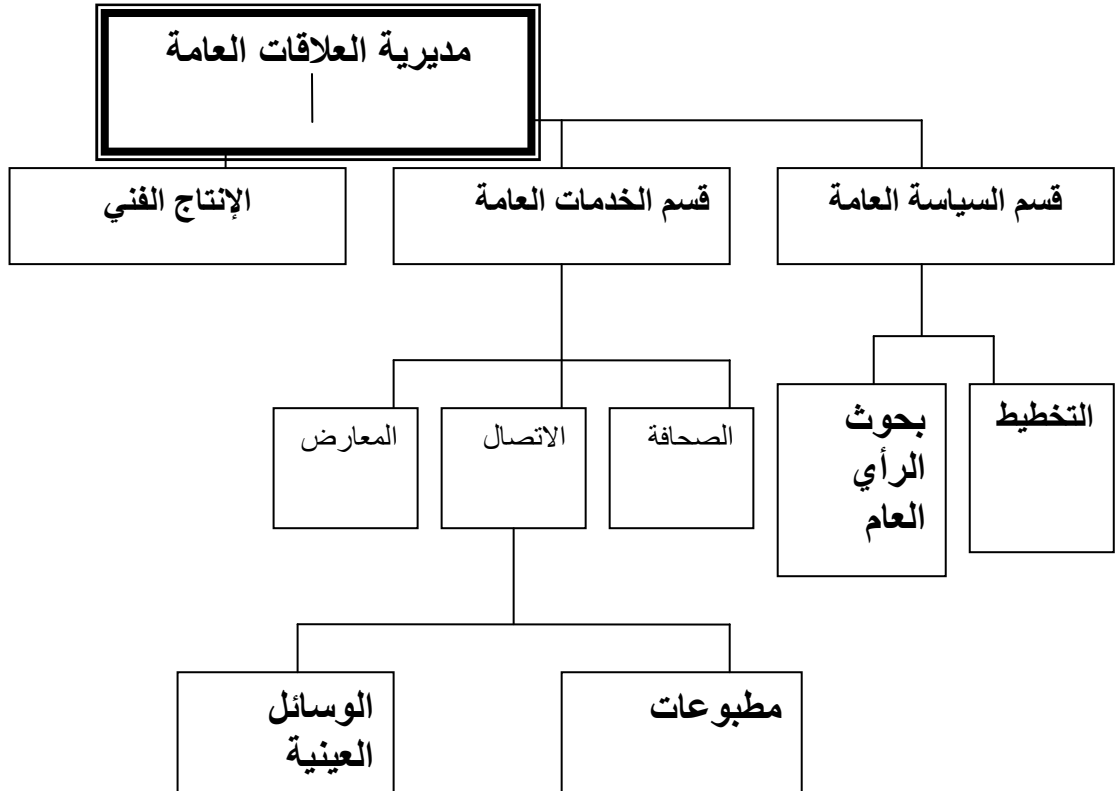 مديرية العلاقات العامة
قسم السياسة العامة
قسم الخدمات العامة
الإنتاج الفني
التخطيط
بحوث
الرأي
العام
الصحافة
الاتصال
المعارض
مطبوعات
الوسائل
العينية